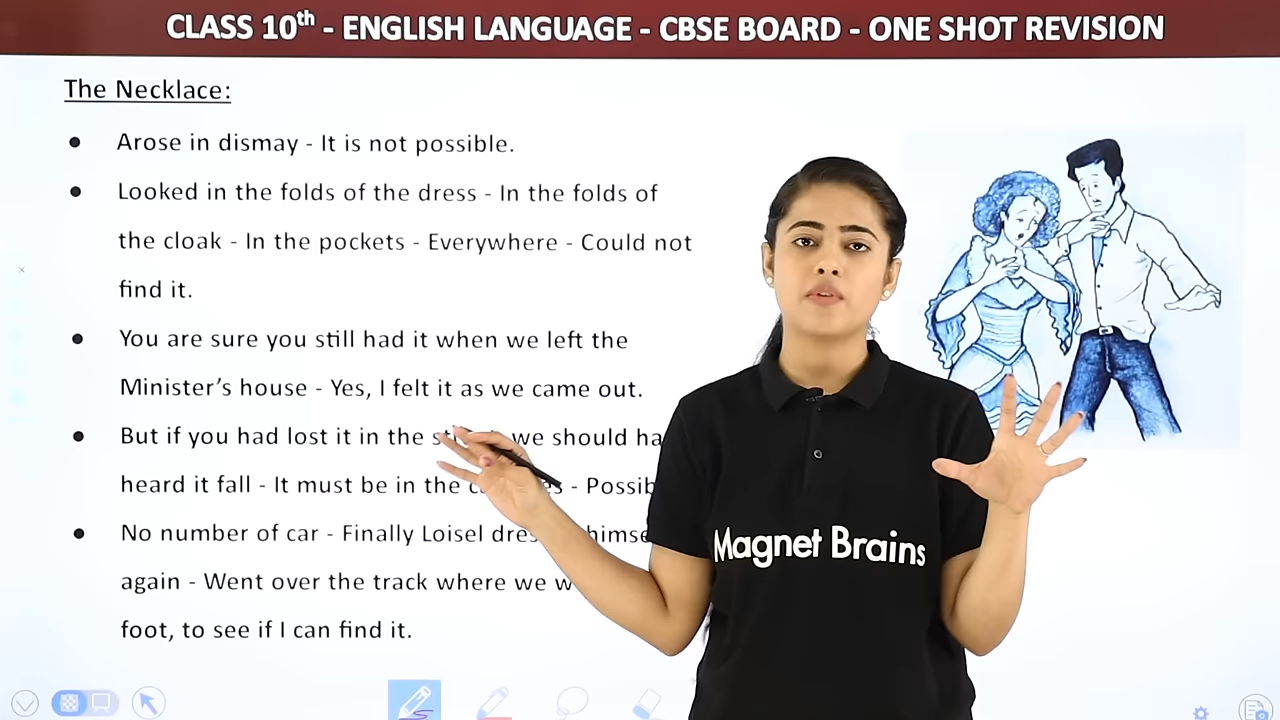 CLASS 10th - ENGLISH LANGUAGE - CBSE BOARD - ONE SHOT REVISION
The Necklace:
• Arose in dismay - It is not possible.
• Looked in the folds of the dress - In the folds of
the cloak - In the pockets - Everywhere - Could not
find it.
• You are sure you still had it when we left the
Minister's house - Yes, I felt it as we came out.
• But if you had lost it in the we should
heard it fall - It must be in the -
• No number of car - Finally Loisel
again - Went over the track where we
foot, to see if I can find it.
Magnet Brains